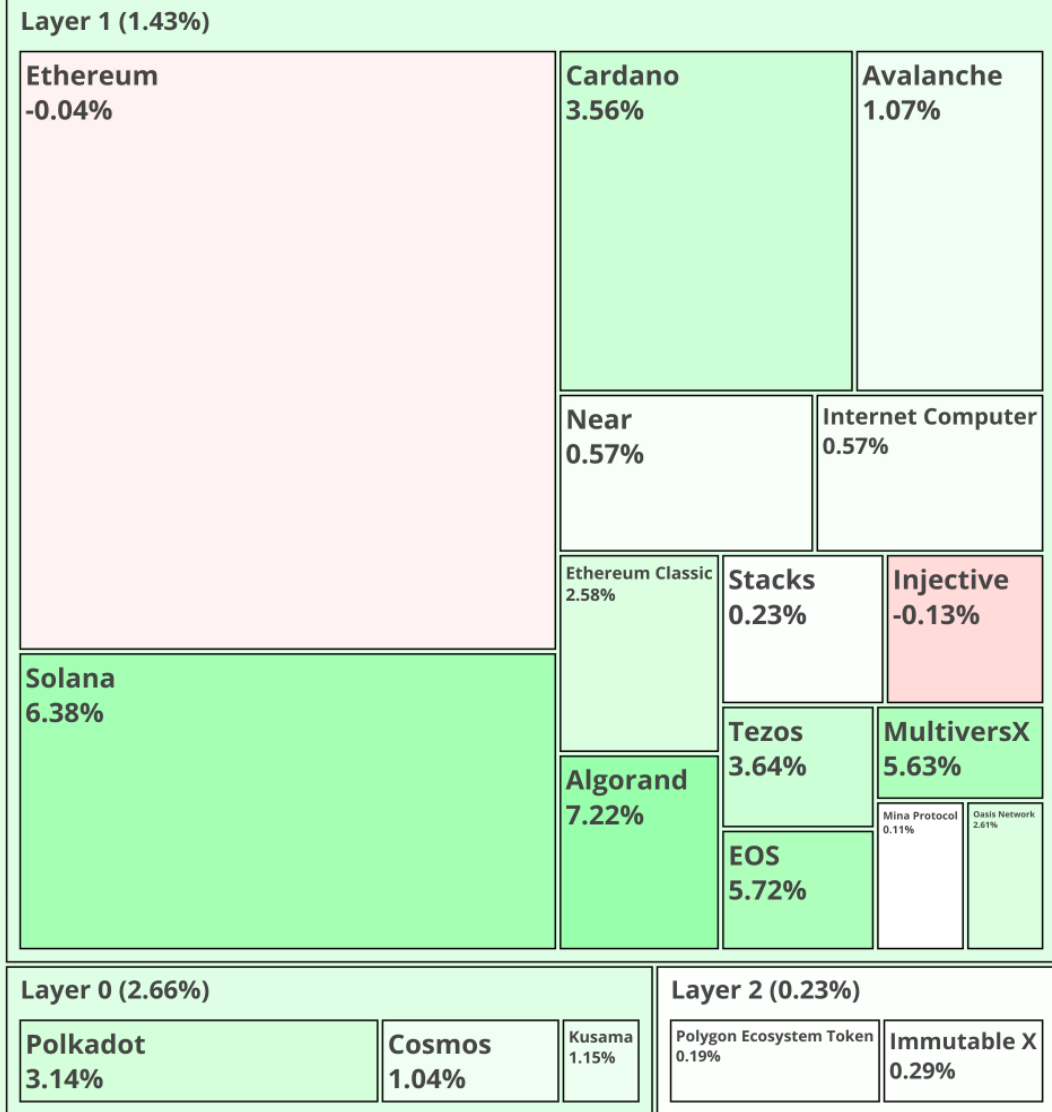 Layer 1 (1.43%)
Ethereum
-0.04%
Cardano
3.56%
Avalanche
1.07%
Near
0.57%
Internet Computer
0.57%
Ethereum Classic
2.58%
Stacks
0.23%
Injective
-0.13%
Solana
6.38%
Algorand
7.22%
Tezos
3.64%
MultiversX
5.63%
EOS
5.72%
Mina Protocol
0.11%
Oasis Network
2.61%
Layer 0 (2.66%)
Polkadot
3.14%
Cosmos
1.04%
Kusama
1.15%
Layer 2 (0.23%)
Polygon Ecosystem Token
0.19%
Immutable X
0.29%